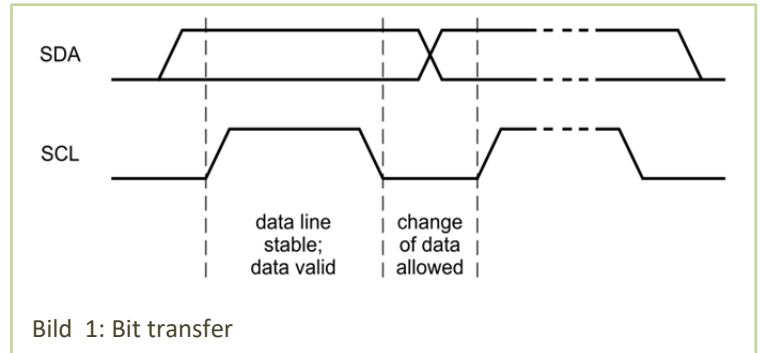 SDA
SCL
data line
stable;
data valid
change
of data
allowed
Bild 1: Bit transfer